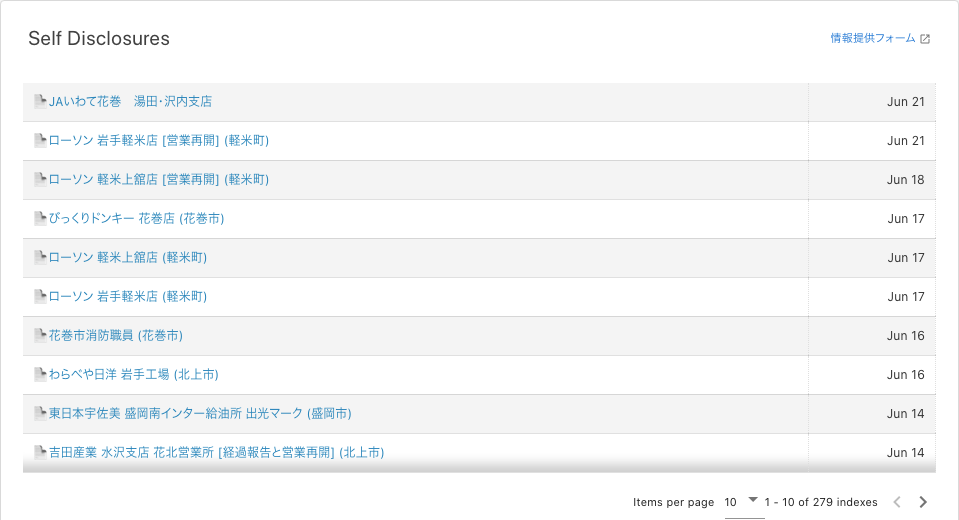 Self Disclosures
情報提供フォーム
JAいわて花巻　湯田・沢内支店 Jun 21
ローソン 岩手軽米店 [営業再開] (軽米町) Jun 21
ローソン 軽米上舘店 [営業再開] (軽米町) Jun 18
びっくりドンキー 花巻店 (花巻市) Jun 17
ローソン 軽米上舘店 (軽米町) Jun 17
ローソン 岩手軽米店 (軽米町) Jun 17
花巻市消防職員 (花巻市) Jun 16
わらべや日洋 岩手工場 (北上市) Jun 16
東日本宇佐美 盛岡南インター給油所 出光マーク (盛岡市) Jun 14
吉田産業 水沢支店 花北営業所 [経過報告と営業再開] (北上市) Jun 14
Items per page 10 1 - 10 of 279 indexes